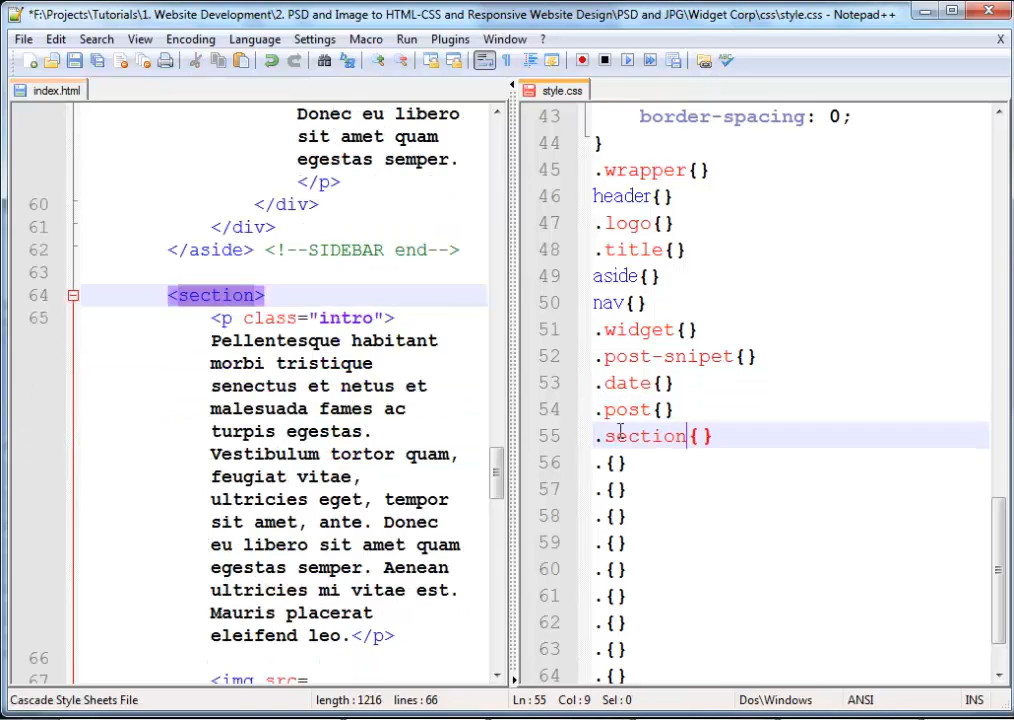 *F:\Projects\Tutorials\1. Website Development\2. PSD and Image to HTML-CSS and Responsive Website Design\PSD and JPG\Widget Corp\css\style.css - Notepad++
File Edit Search View Encoding Language Settings Macro Run Plugins Window ? X
index.html
Donec eu libero
sit amet quam
egestas semper.
</p>
60 </div>
61 </div>
62 </aside> <!--SIDEBAR end-->
63
64 <section>
65 <p class="intro">
Pellentesque habitant
morbi tristique
senectus et netus et
malesuada fames ac
turpis egestas.
Vestibulum tortor quam,
feugiat vitae,
ultricies eget, tempor
sit amet, ante. Donec
eu libero sit amet quam
egestas semper. Aenean
ultricies mi vitae est.
Mauris placerat
eleifend leo.</p>
66
67 <img src=
style.css
43 border-spacing: 0;
44 }
45 .wrapper{}
46 header{}
47 .logo{}
48 .title{}
49 aside{}
50 nav{}
51 .widget{}
52 .post-snipet{}
53 .date{}
54 .post{}
55 .section{}
56 .{}
57 .{}
58 .{}
59 .{}
60 .{}
61 .{}
62 .{}
63 .{}
64 .{}
Cascade Style Sheets File length : 1216 lines : 66 Ln : 55 Col : 9 Sel : 0 Dos\Windows ANSI INS